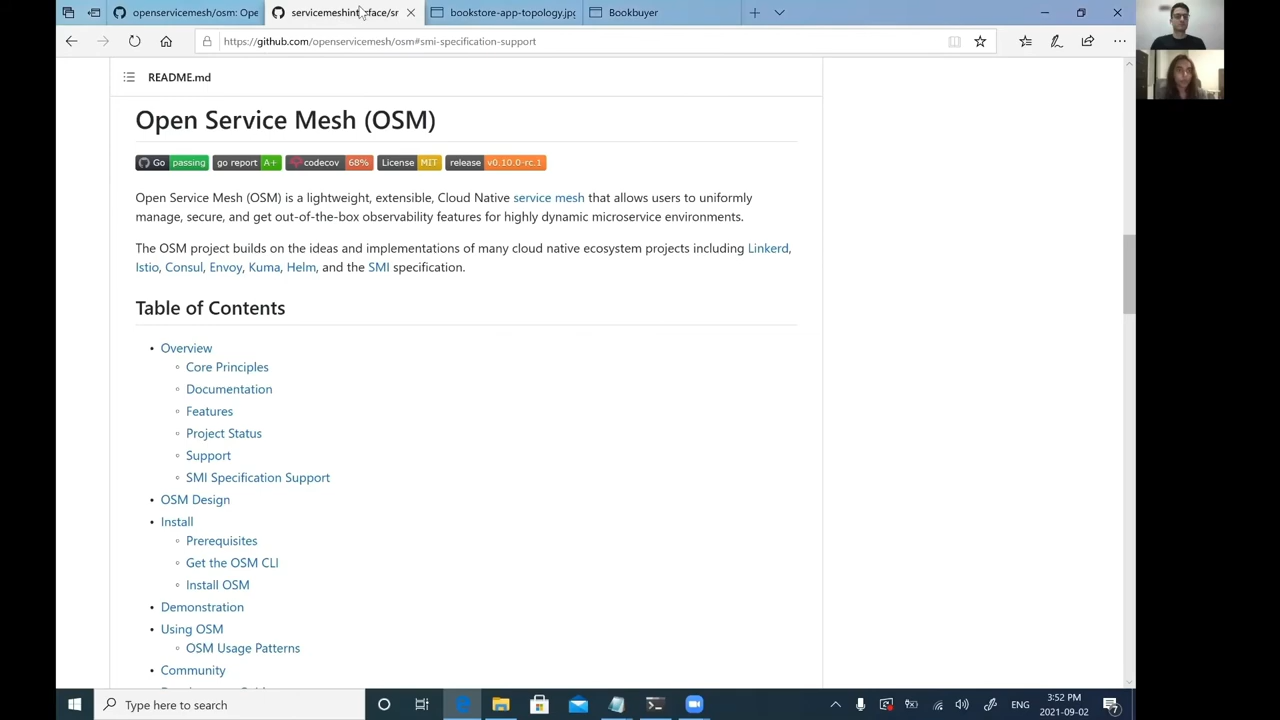 openservicemesh/osm: Ope
servicemeshinterface/sr
bookstore-app-topology.jpg
Bookbuyer
https://github.com/openservicemesh/osm#smi-specification-support
README.md
Open Service Mesh (OSM)
Go passing
go report A+
codecov 68%
License MIT
release v0.10.0-rc.1
Open Service Mesh (OSM) is a lightweight, extensible, Cloud Native service mesh that allows users to uniformly
manage, secure, and get out-of-the-box observability features for highly dynamic microservice environments.
The OSM project builds on the ideas and implementations of many cloud native ecosystem projects including Linkerd,
Istio, Consul, Envoy, Kuma, Helm, and the SMI specification.
Table of Contents
• Overview
◦ Core Principles
◦ Documentation
◦ Features
◦ Project Status
◦ Support
◦ SMI Specification Support
• OSM Design
• Install
◦ Prerequisites
◦ Get the OSM CLI
◦ Install OSM
• Demonstration
• Using OSM
◦ OSM Usage Patterns
• Community
Type here to search
ENG
3:52 PM
2021-09-02
7